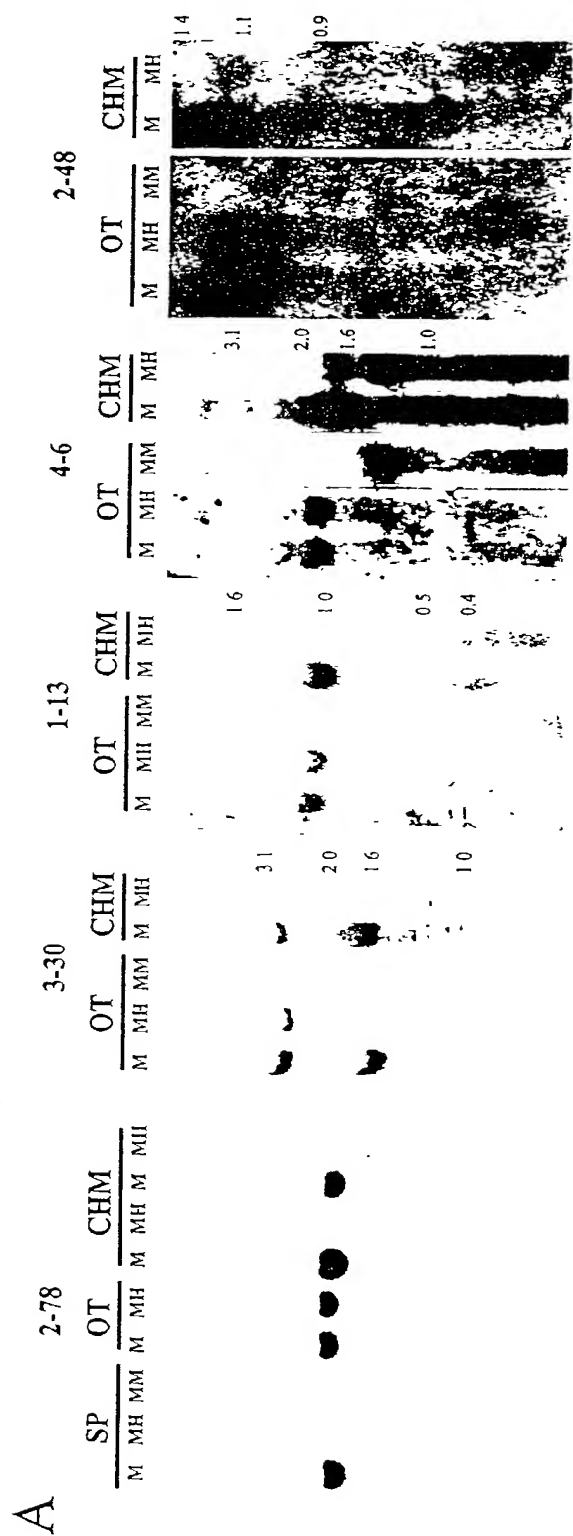 A
2-78
SP OT CHM
M MH MM M MH M MH M MH
3-30
OT CHM
M MH MM M MH
3 1
2 0
1 6
1 0
1-13
OT CHM
M MH MM M MH
1 6
1 0
0 5
0.4
4-6
OT CHM
M MH MM M MH
3.1
2.0
1.6
1.0
2-48
OT CHM
M MH MM M MH
1 4
1.1
0.9